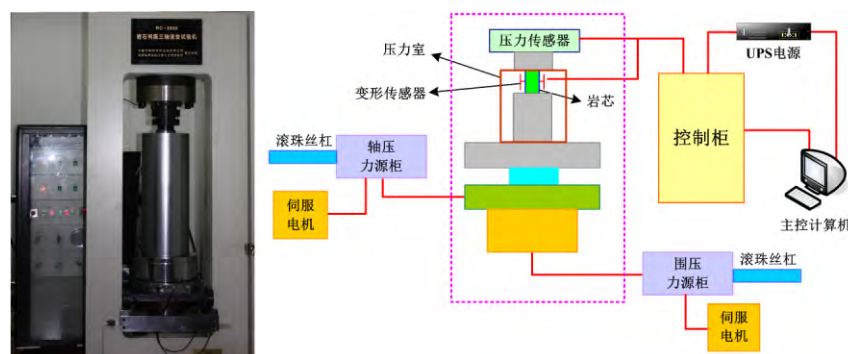 压力室
压力传感器
变形传感器
岩芯
UPS电源
控制柜
主控计算机
滚珠丝杠
轴压
力源柜
伺服
电机
围压
力源柜
滚珠丝杠
伺服
电机